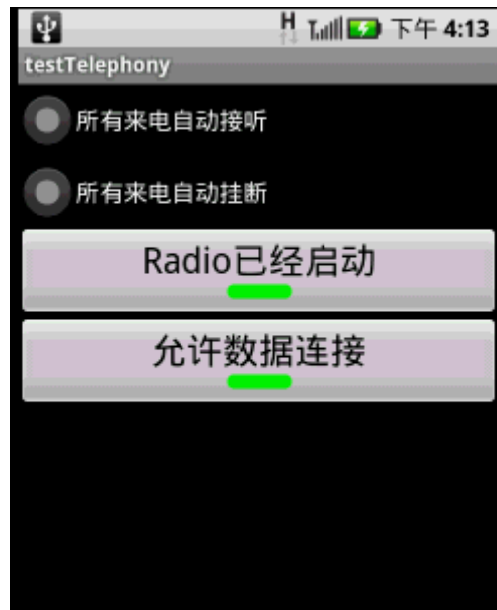 H 下午 4:13
testTelephony
所有来电自动接听
所有来电自动挂断
Radio已经启动
允许数据连接